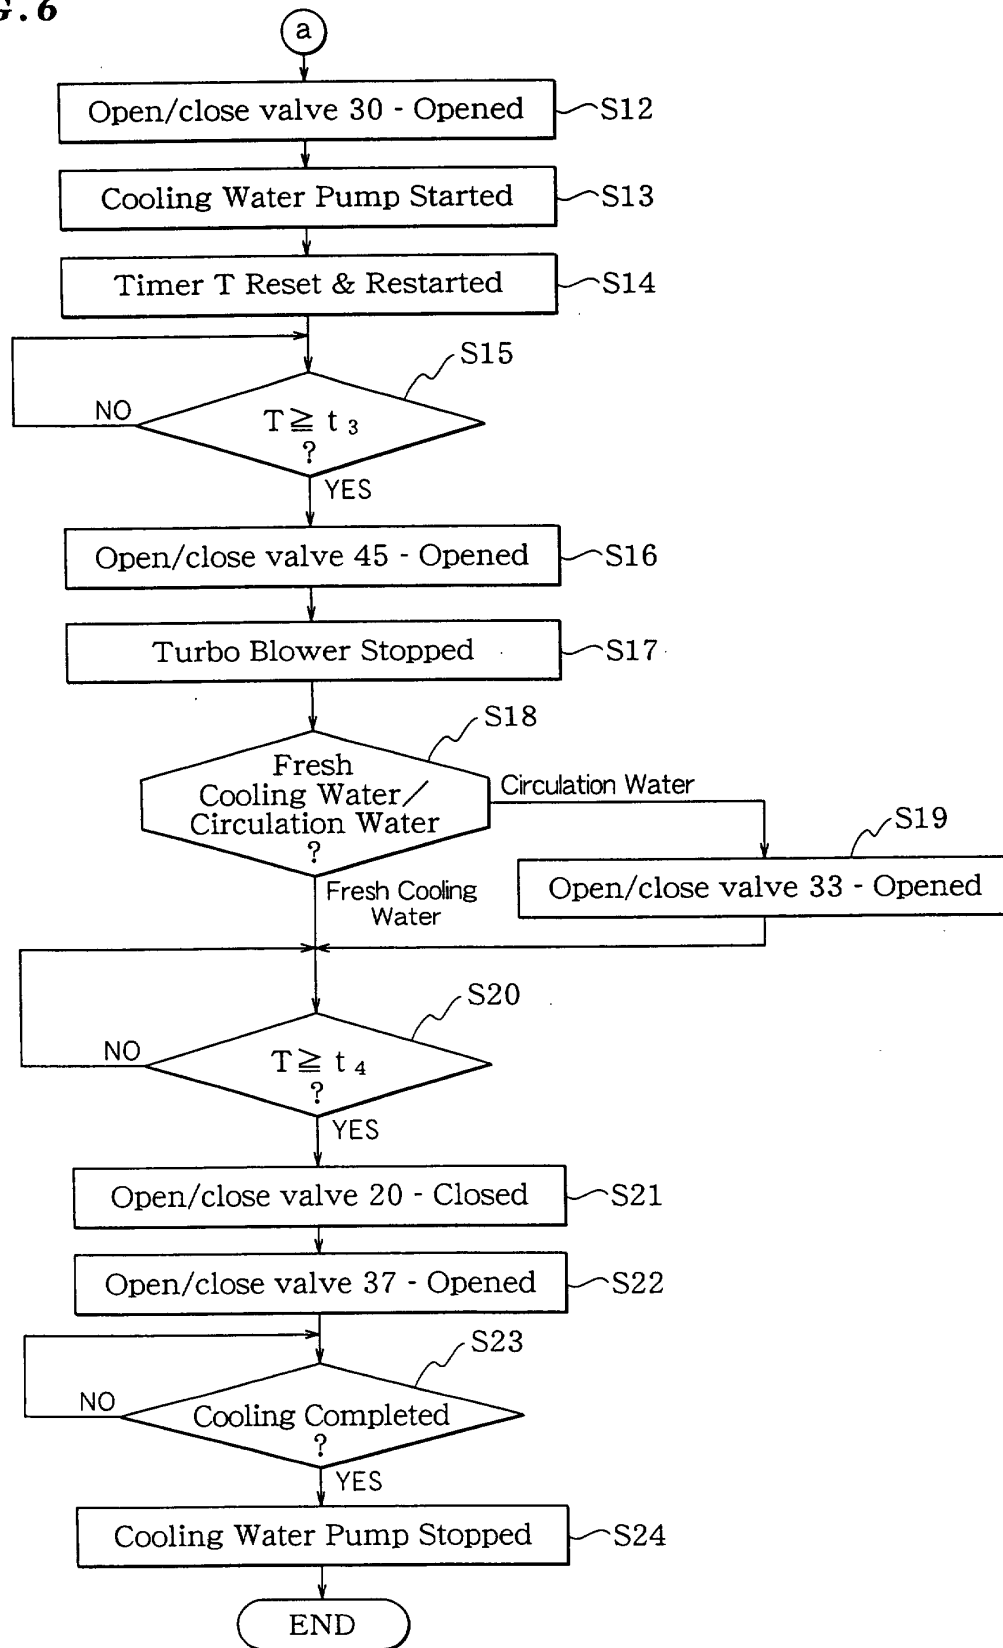 G. 6
a
Open/close valve 30 - Opened
S12
Cooling Water Pump Started
S13
Timer T Reset & Restarted
S14
S15
NO
T ≧ t 3
?
YES
Open/close valve 45 - Opened
S16
Turbo Blower Stopped
S17
S18
Fresh
Cooling Water/
Circulation Water
?
Circulation Water
S19
Open/close valve 33 - Opened
Fresh Cooling
Water
S20
NO
T ≧ t 4
?
YES
Open/close valve 20 - Closed
S21
Open/close valve 37 - Opened
S22
S23
NO
Cooling Completed
?
YES
Cooling Water Pump Stopped
S24
END